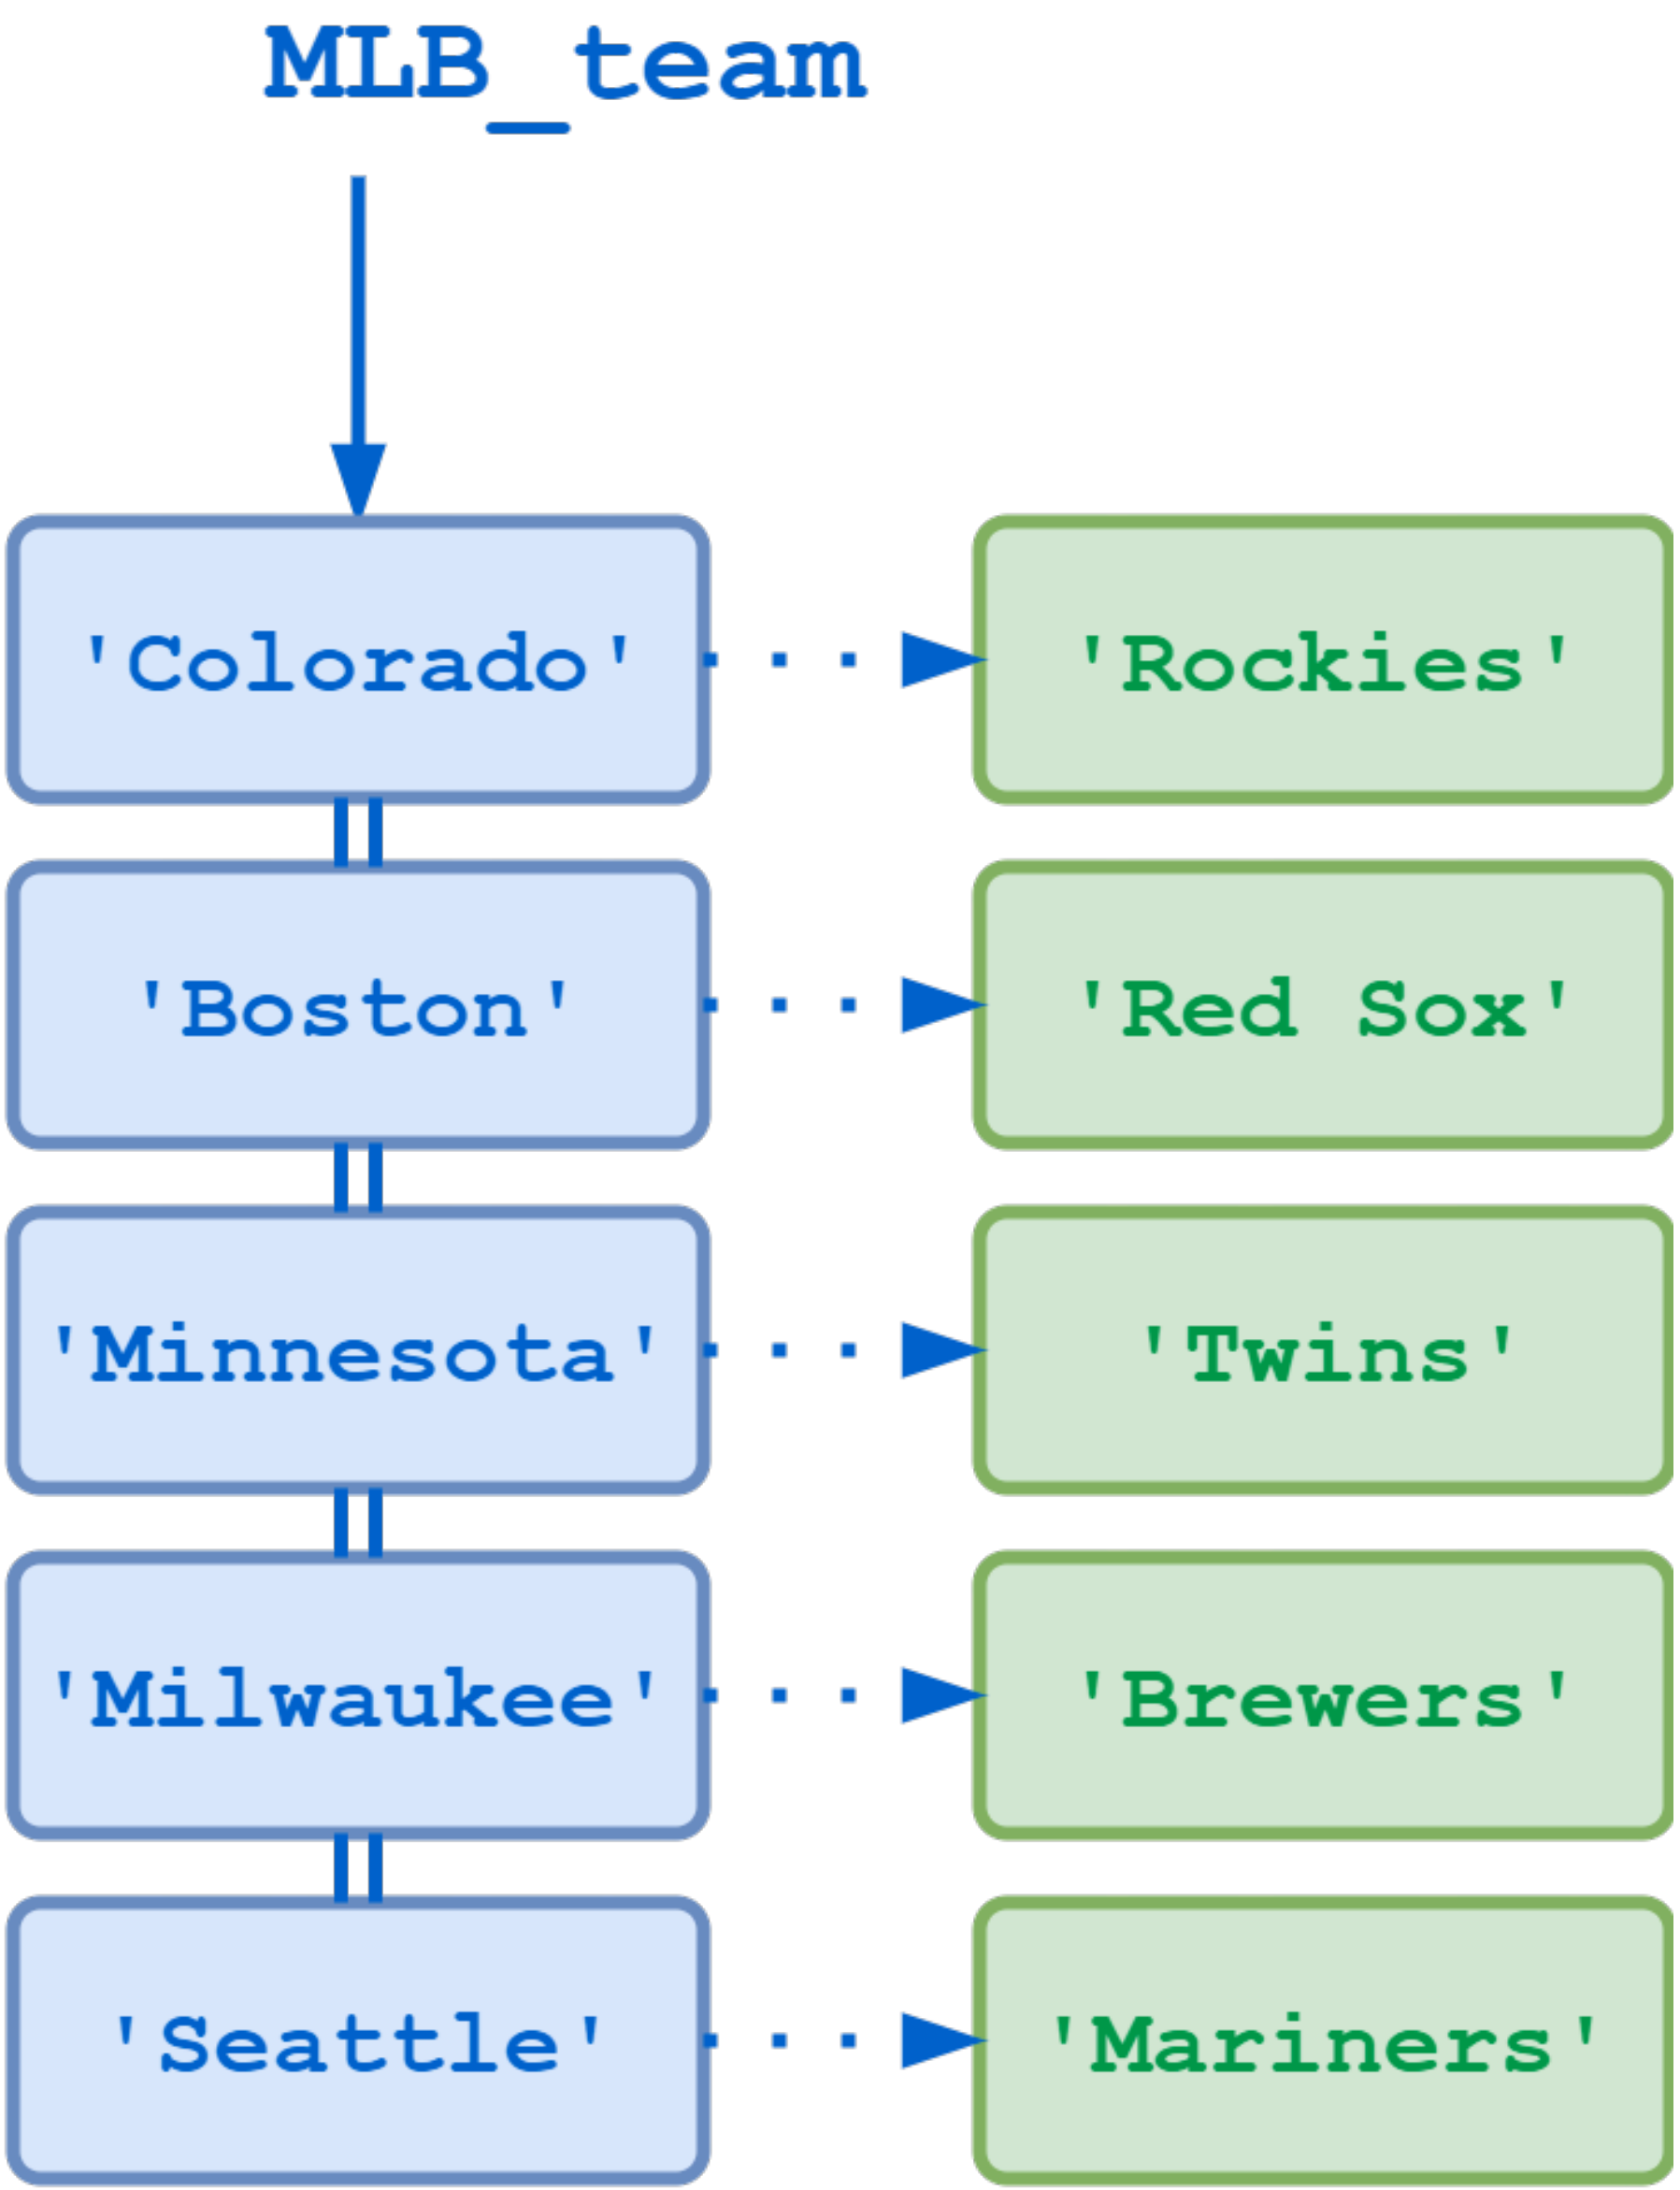 MLB_team
'Colorado' 'Rockies'
'Boston' 'Red Sox'
'Minnesota' 'Twins'
'Milwaukee' 'Brewers'
'Seattle' 'Mariners'